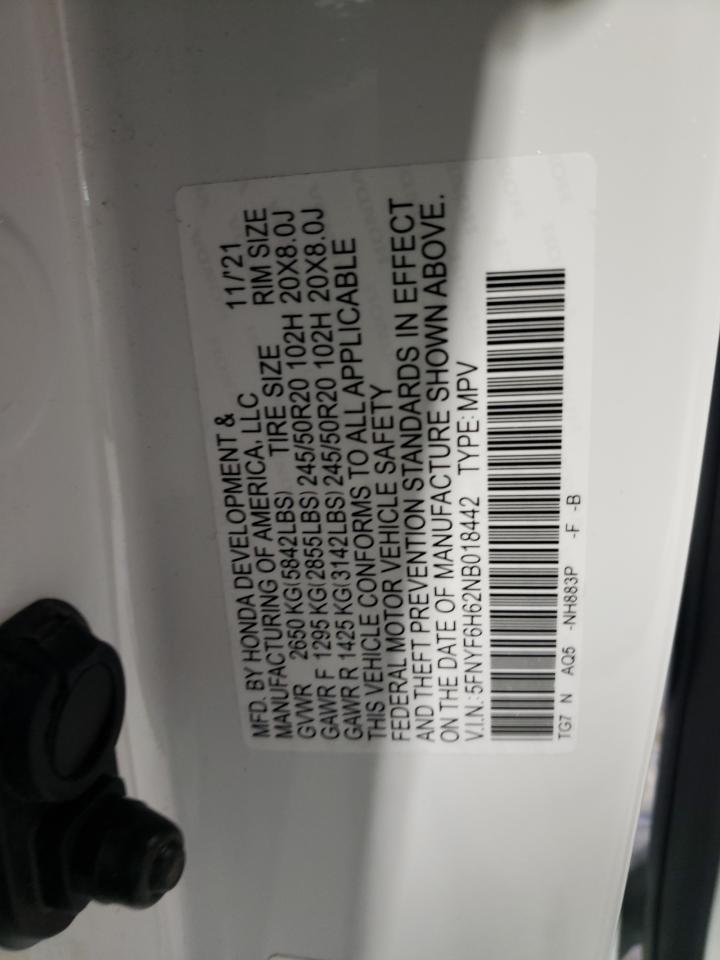 MFD. BY HONDA DEVELOPMENT & 11/'21
MANUFACTURING OF AMERICA, LLC
TIRE SIZE RIM SIZE
GVWR 2650 KG(5842LBS)
GAWR F 1295 KG(2855LBS) 245/50R20 102H 20X8.0J
GAWR R 1425 KG(3142LBS) 245/50R20 102H 20X8.0J
THIS VEHICLE CONFORMS TO ALL APPLICABLE
FEDERAL MOTOR VEHICLE SAFETY
AND THEFT PREVENTION STANDARDS IN EFFECT
ON THE DATE OF MANUFACTURE SHOWN ABOVE.
V.I.N.:5FNYF6H62NB018442 TYPE:MPV
TG7 N AQ5 -NH883P -F -B